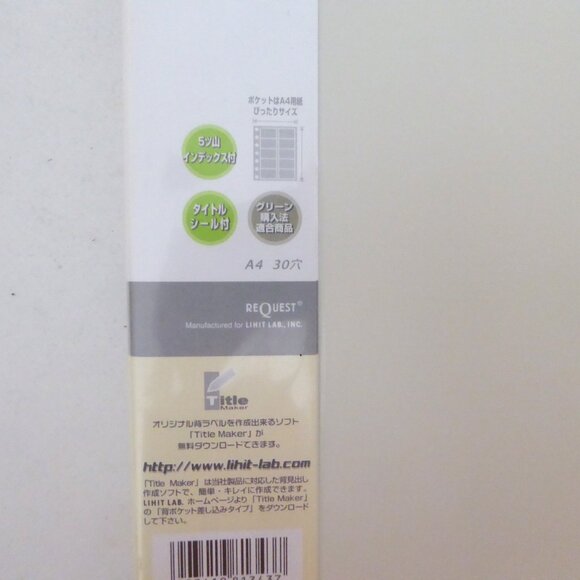 ポケットはA4用紙
ぴったりサイズ
5ツ山
インデックス付
タイトル
シール付
グリーン
購入法
適合商品
A4 30穴
REQUEST®
Manufactured for LIHIT LAB., INC.
Title
Maker
オリジナル背ラベルを作成出来るソフト
「Title Maker」が
無料ダウンロードできます。
http://www.lihit-lab.com
「Title Maker」は当社製品に対応した背見出し
作成ソフトで、簡単・キレイに作成できます。
LIHIT LAB. ホームページより「Title Maker」
の「背ポケット差し込みタイプ」をダウンロード
して下さい。